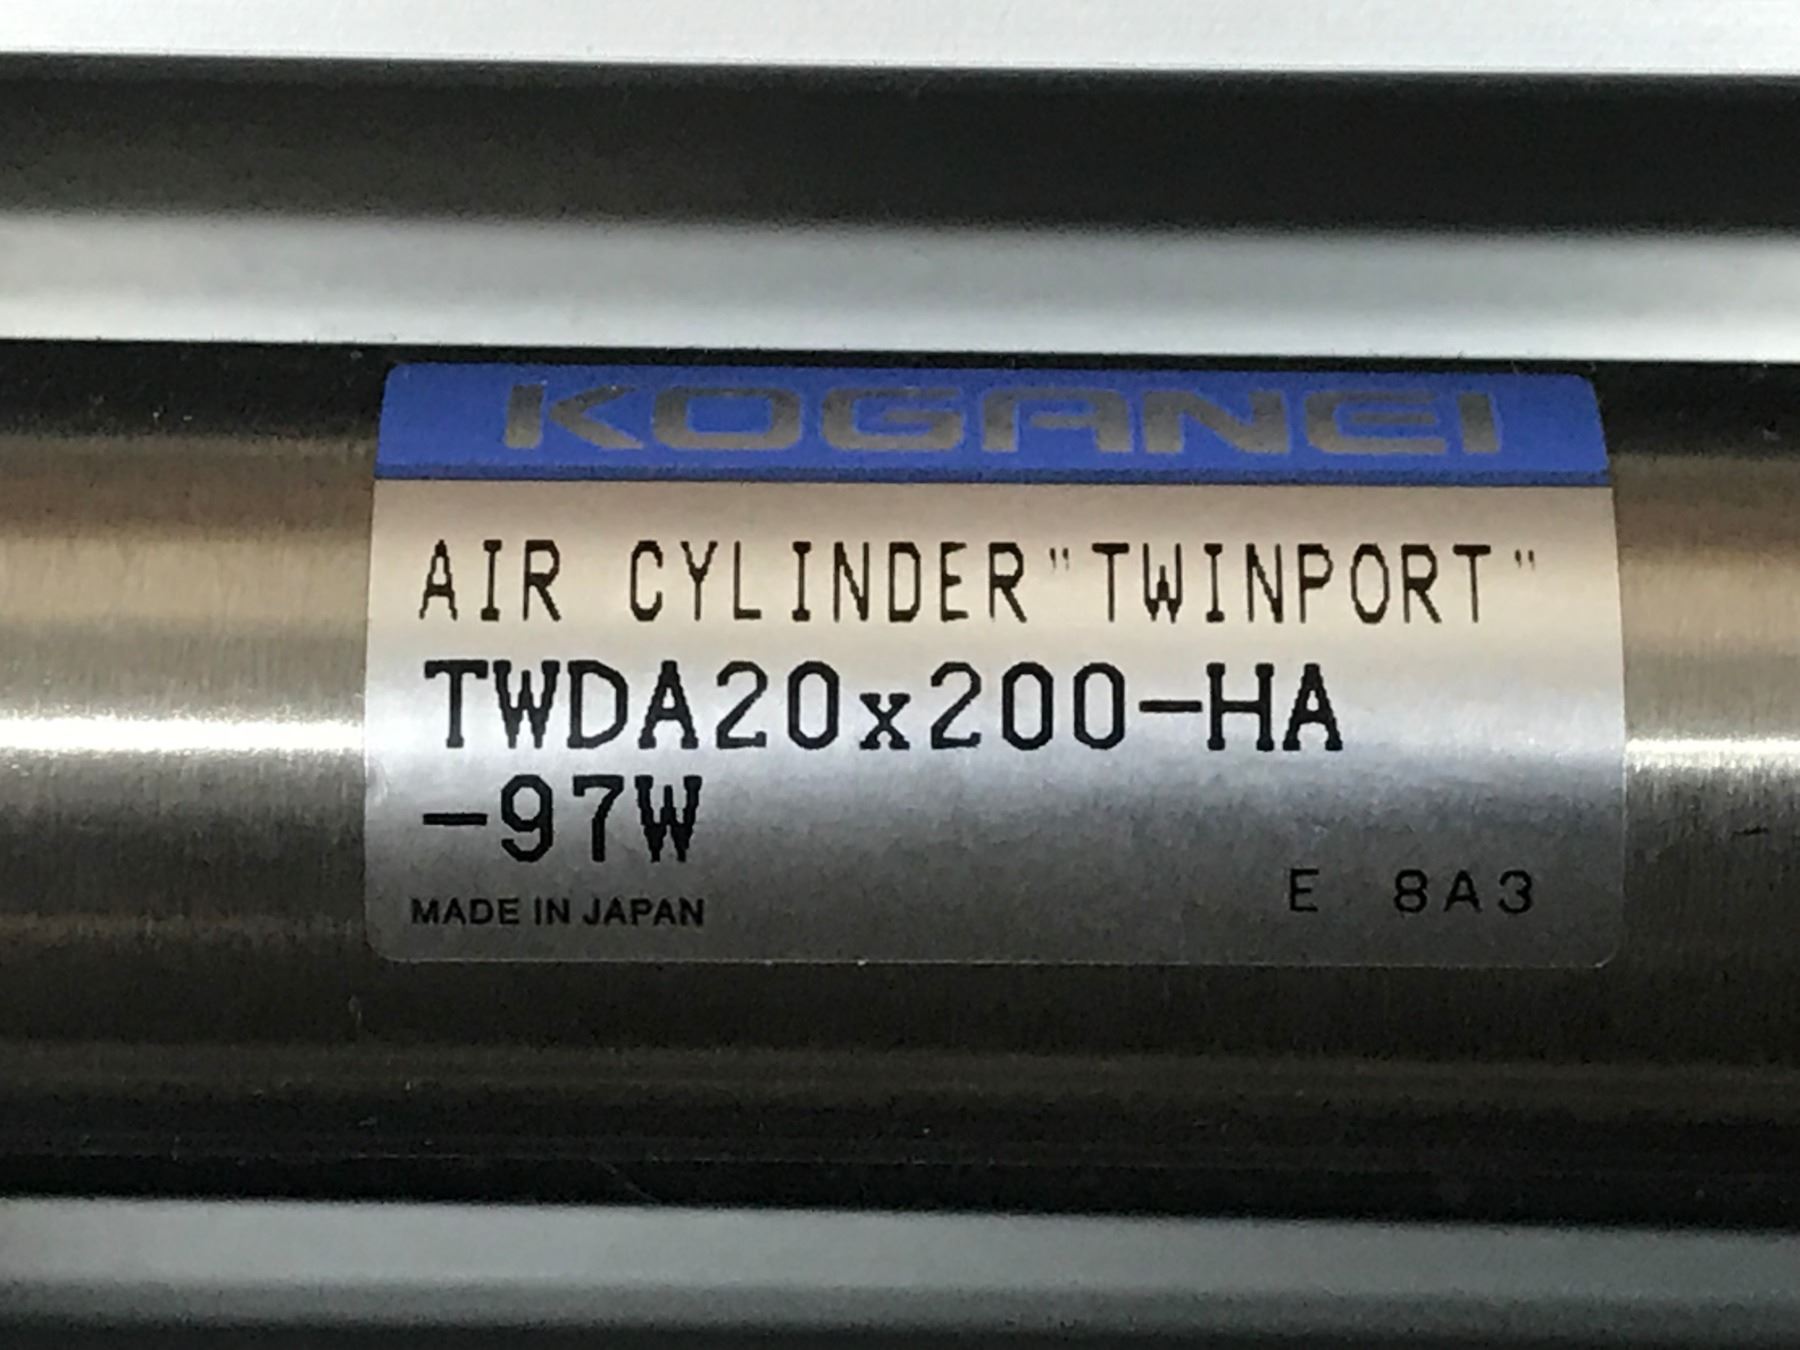 KOGANEI
AIR CYLINDER"TWINPORT"
TWDA20x200-HA
-97W
MADE IN JAPAN
E 8A3